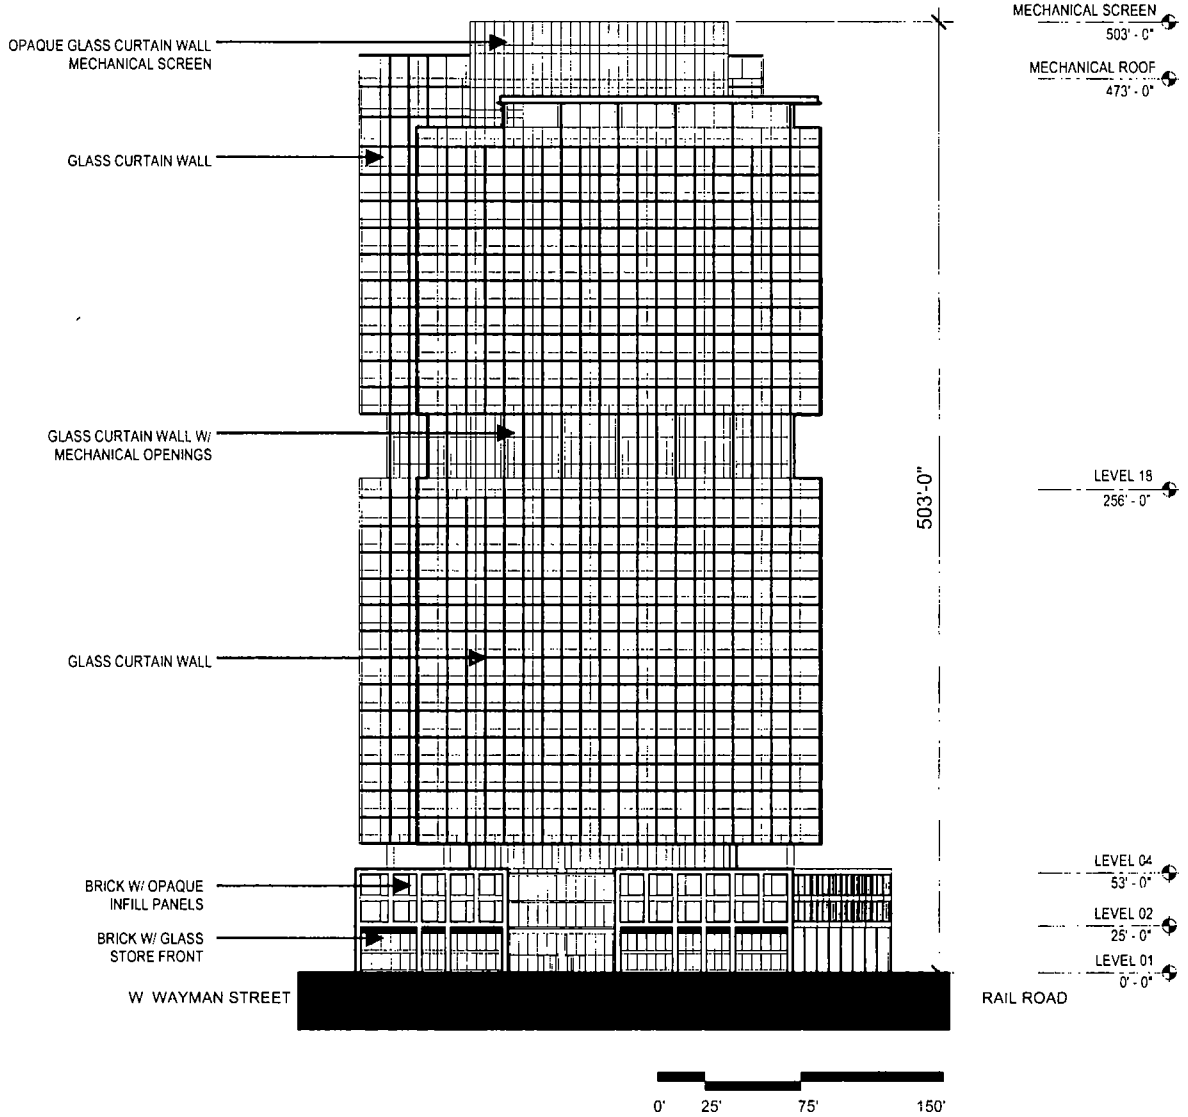 MECHANICAL SCREEN
503' - 0"
OPAQUE GLASS CURTAIN WALL
MECHANICAL SCREEN
MECHANICAL ROOF
473' - 0"
GLASS CURTAIN WALL
GLASS CURTAIN WALL W/
MECHANICAL OPENINGS
503'-0"
LEVEL 18
256' - 0"
GLASS CURTAIN WALL
LEVEL 04
53' - 0"
BRICK W/ OPAQUE
INFILL PANELS
LEVEL 02
25' - 0"
BRICK W/ GLASS
STORE FRONT
LEVEL 01
0' - 0"
W WAYMAN STREET
RAIL ROAD
0' 25' 75' 150'